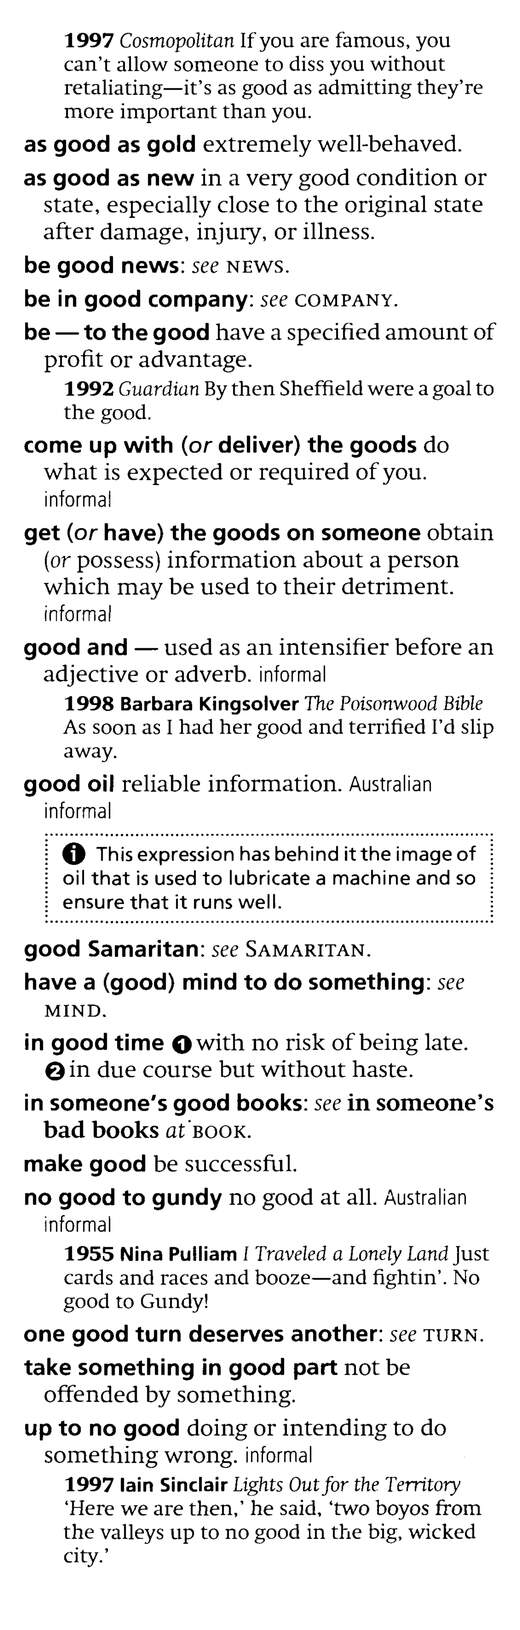 1997 Cosmopolitan If you are famous, you
can't allow someone to diss you without
retaliating—it's as good as admitting they're
more important than you.
as good as gold extremely well-behaved.
as good as new in a very good condition or
state, especially close to the original state
after damage, injury, or illness.
be good news: see NEWS.
be in good company: see COMPANY.
be — to the good have a specified amount of
profit or advantage.
1992 Guardian By then Sheffield were a goal to
the good.
come up with (or deliver) the goods do
what is expected or required of you.
informal
get (or have) the goods on someone obtain
(or possess) information about a person
which may be used to their detriment.
informal
good and — used as an intensifier before an
adjective or adverb. informal
1998 Barbara Kingsolver The Poisonwood Bible
As soon as I had her good and terrified I'd slip
away.
good oil reliable information. Australian
informal
ℹ This expression has behind it the image of
oil that is used to lubricate a machine and so
ensure that it runs well.
good Samaritan: see SAMARITAN.
have a (good) mind to do something: see
MIND.
in good time ❶ with no risk of being late.
❷ in due course but without haste.
in someone's good books: see in someone's
bad books at BOOK.
make good be successful.
no good to gundy no good at all. Australian
informal
1955 Nina Pulliam I Traveled a Lonely Land Just
cards and races and booze—and fightin'. No
good to Gundy!
one good turn deserves another: see TURN.
take something in good part not be
offended by something.
up to no good doing or intending to do
something wrong. informal
1997 Iain Sinclair Lights Out for the Territory
'Here we are then,' he said, 'two boyos from
the valleys up to no good in the big, wicked
city.'